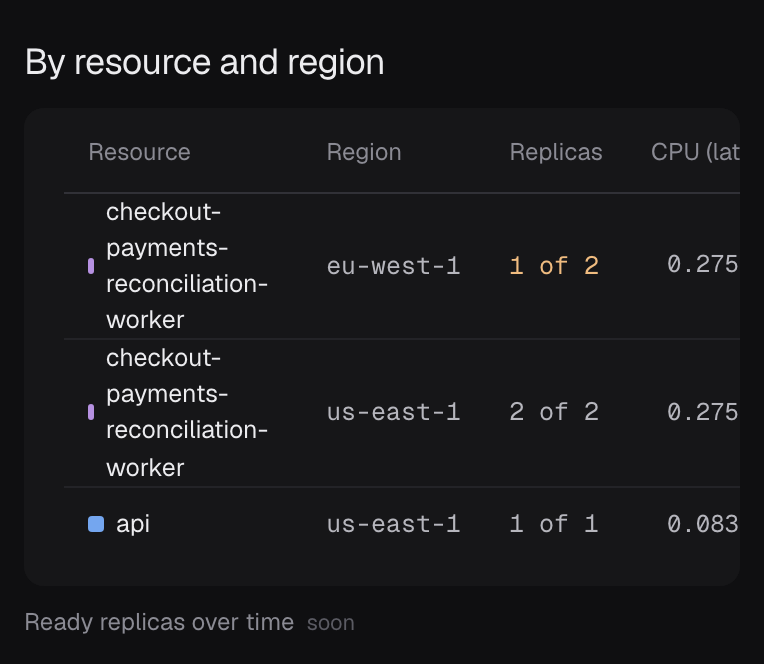 By resource and region
Resource Region Replicas CPU (lat
checkout-
payments-
reconciliation-
worker
eu-west-1 1 of 2 0.275
checkout-
payments-
reconciliation-
worker
us-east-1 2 of 2 0.275
api us-east-1 1 of 1 0.083
Ready replicas over time soon